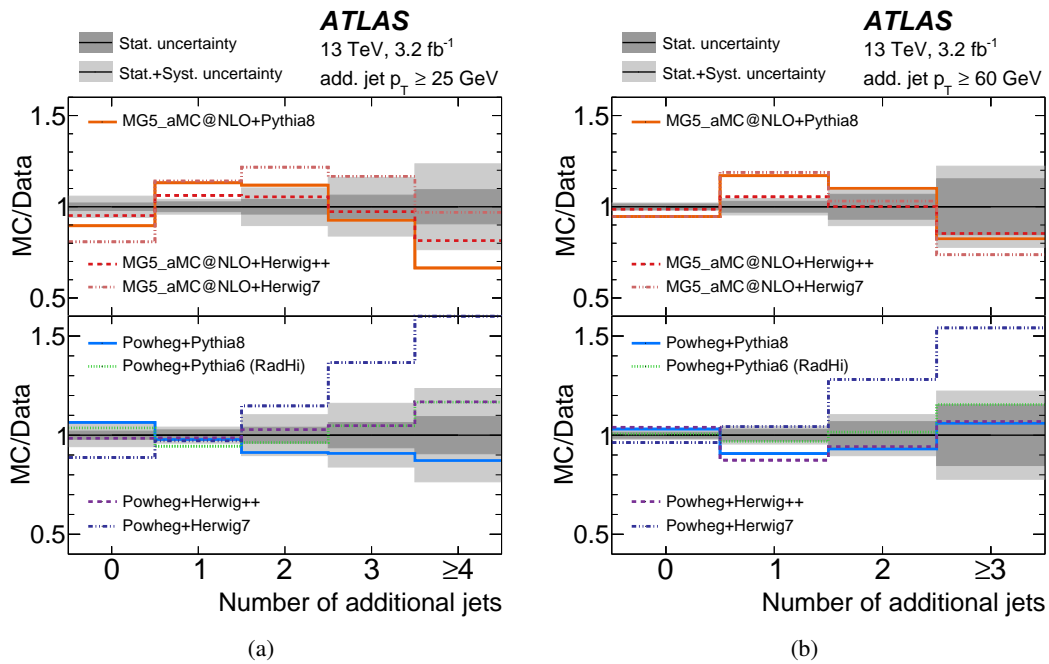 ATLAS
Stat. uncertainty
13 TeV, 3.2 fb-1
Stat.+Syst. uncertainty
add. jet pT ≥ 25 GeV
MC/Data
1.5
1
0.5
MG5_aMC@NLO+Pythia8
MG5_aMC@NLO+Herwig++
MG5_aMC@NLO+Herwig7
MC/Data
1.5
1
0.5
Powheg+Pythia8
Powheg+Pythia6 (RadHi)
Powheg+Herwig++
Powheg+Herwig7
0 1 2 3 ≥4
Number of additional jets
(a)
ATLAS
Stat. uncertainty
13 TeV, 3.2 fb-1
Stat.+Syst. uncertainty
add. jet pT ≥ 60 GeV
MC/Data
1.5
1
0.5
MG5_aMC@NLO+Pythia8
MG5_aMC@NLO+Herwig++
MG5_aMC@NLO+Herwig7
MC/Data
1.5
1
0.5
Powheg+Pythia8
Powheg+Pythia6 (RadHi)
Powheg+Herwig++
Powheg+Herwig7
0 1 2 ≥3
Number of additional jets
(b)